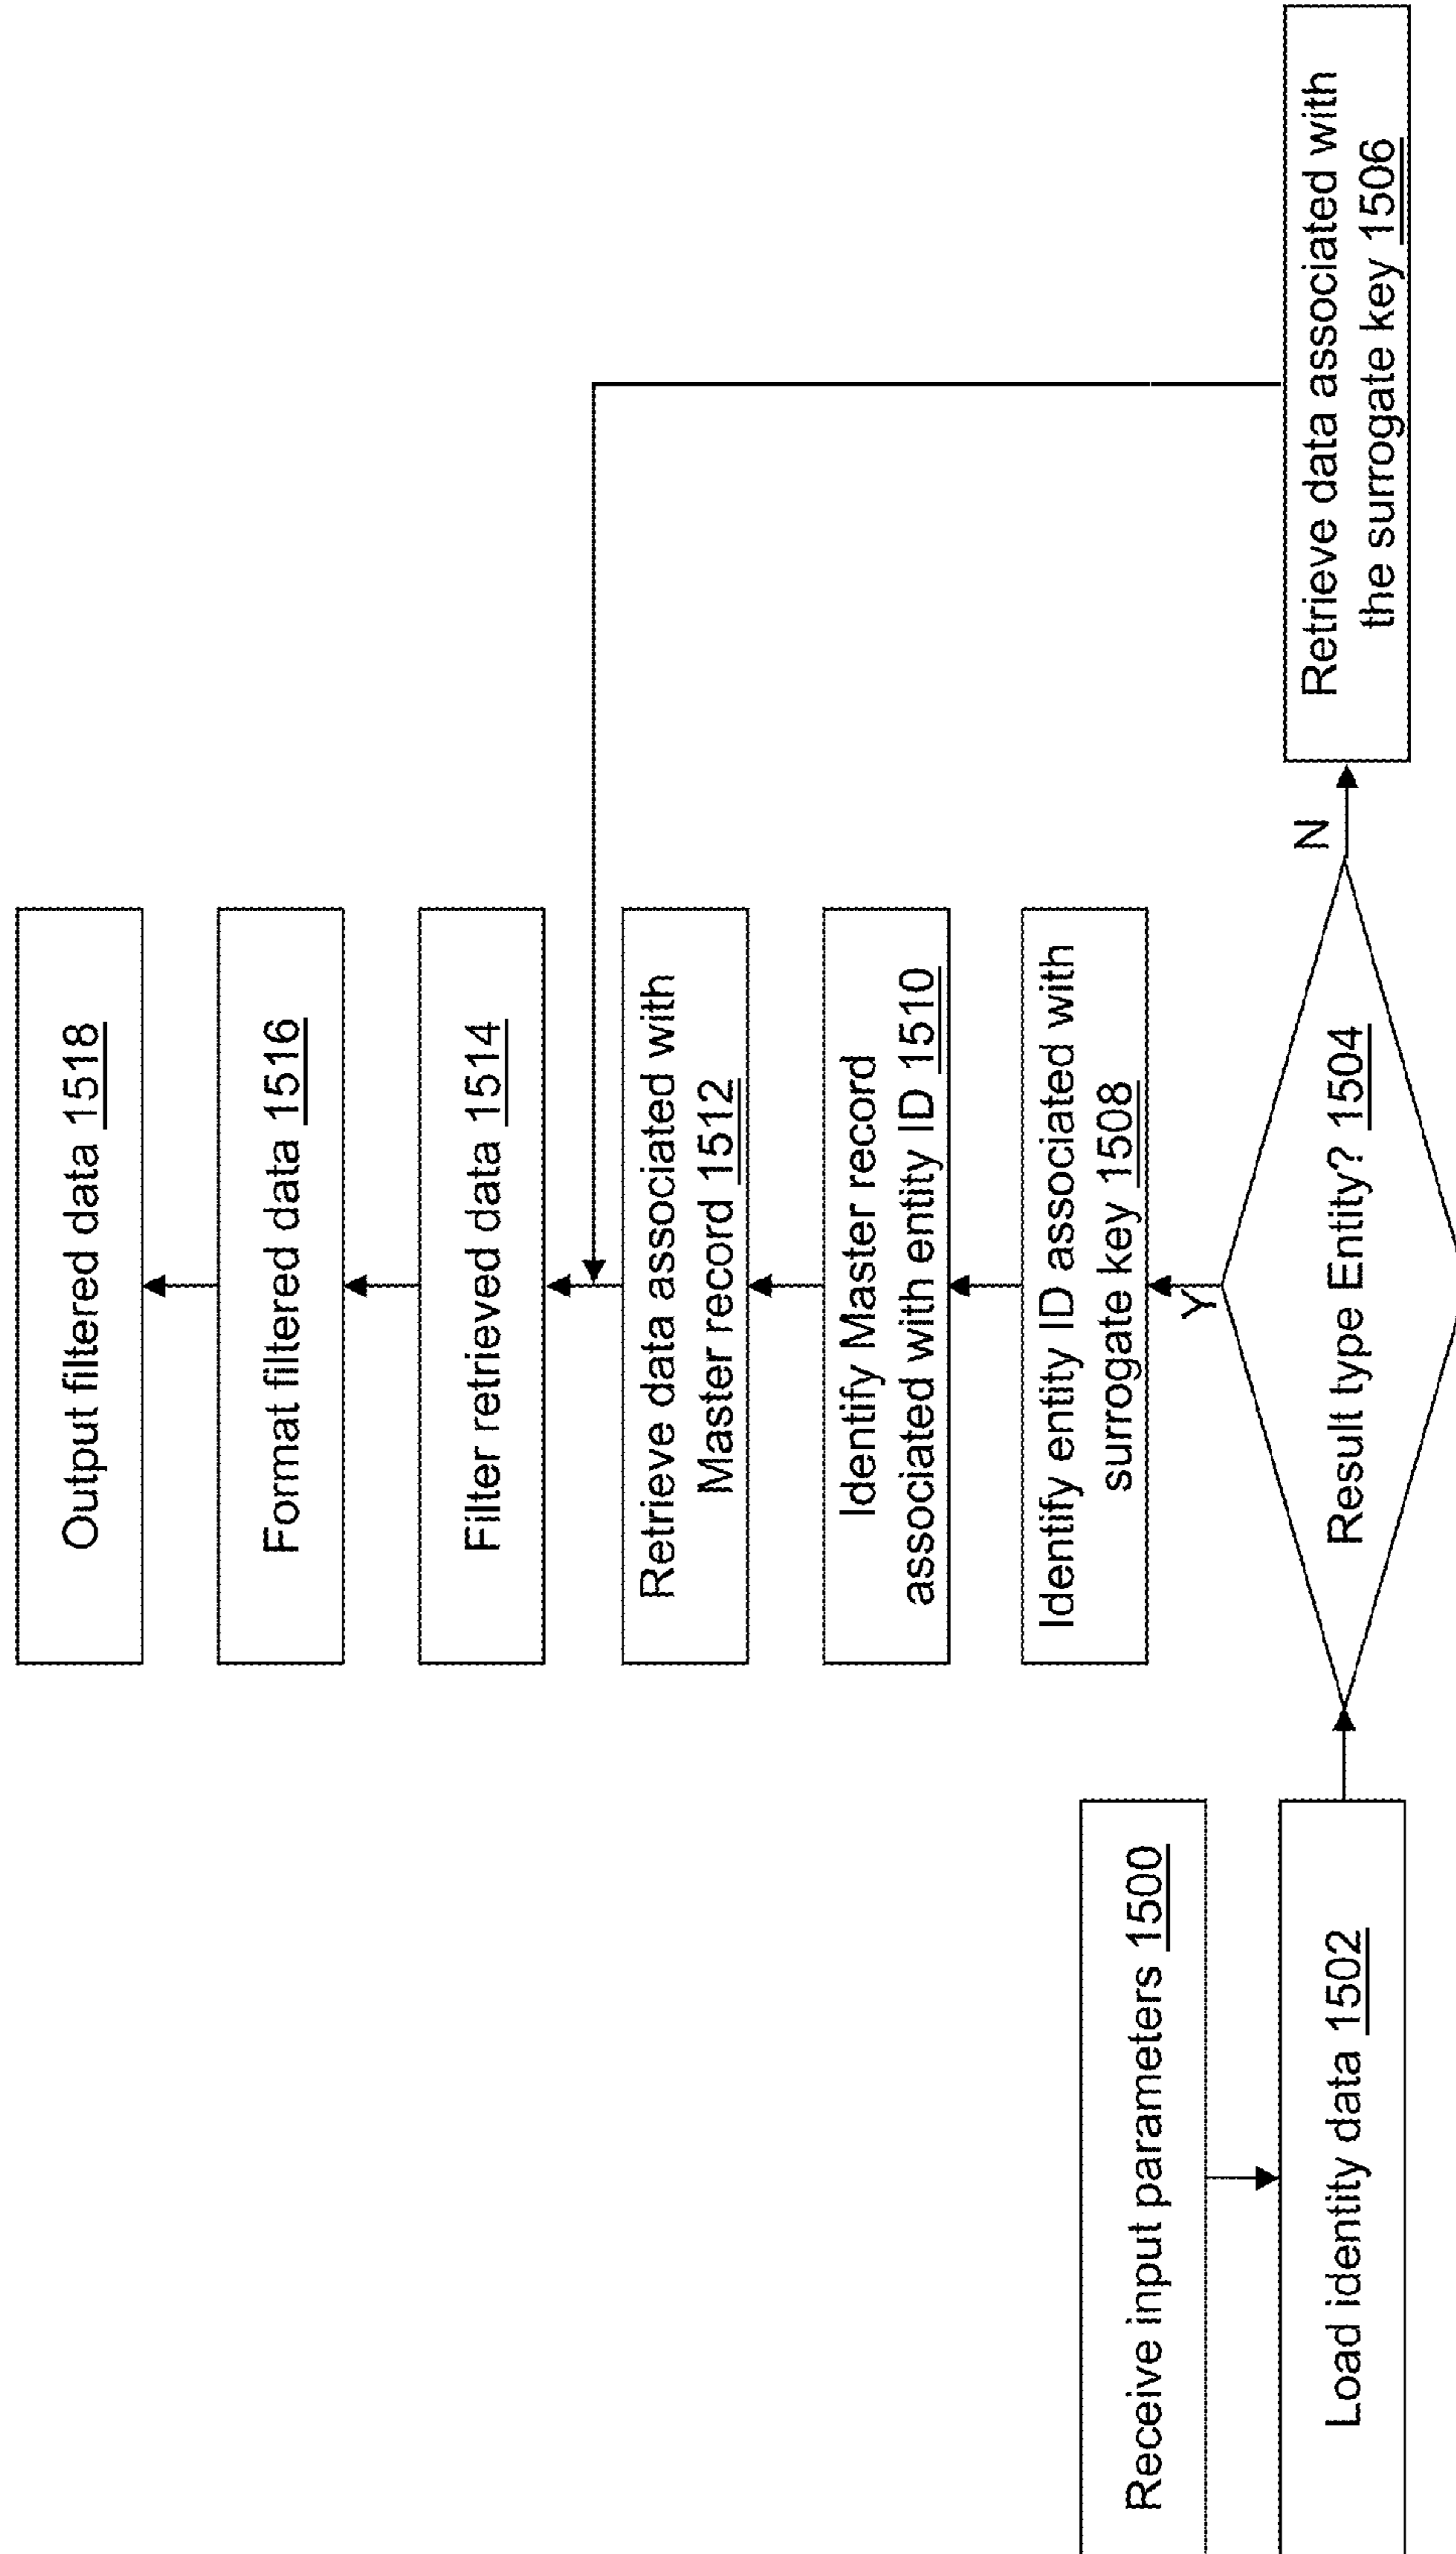 Receive input parameters 1500
Load identity data 1502
Result type Entity? 1504
N
Retrieve data associated with
the surrogate key 1506
Y
Identify entity ID associated with
surrogate key 1508
Identify Master record
associated with entity ID 1510
Retrieve data associated with
Master record 1512
Filter retrieved data 1514
Format filtered data 1516
Output filtered data 1518